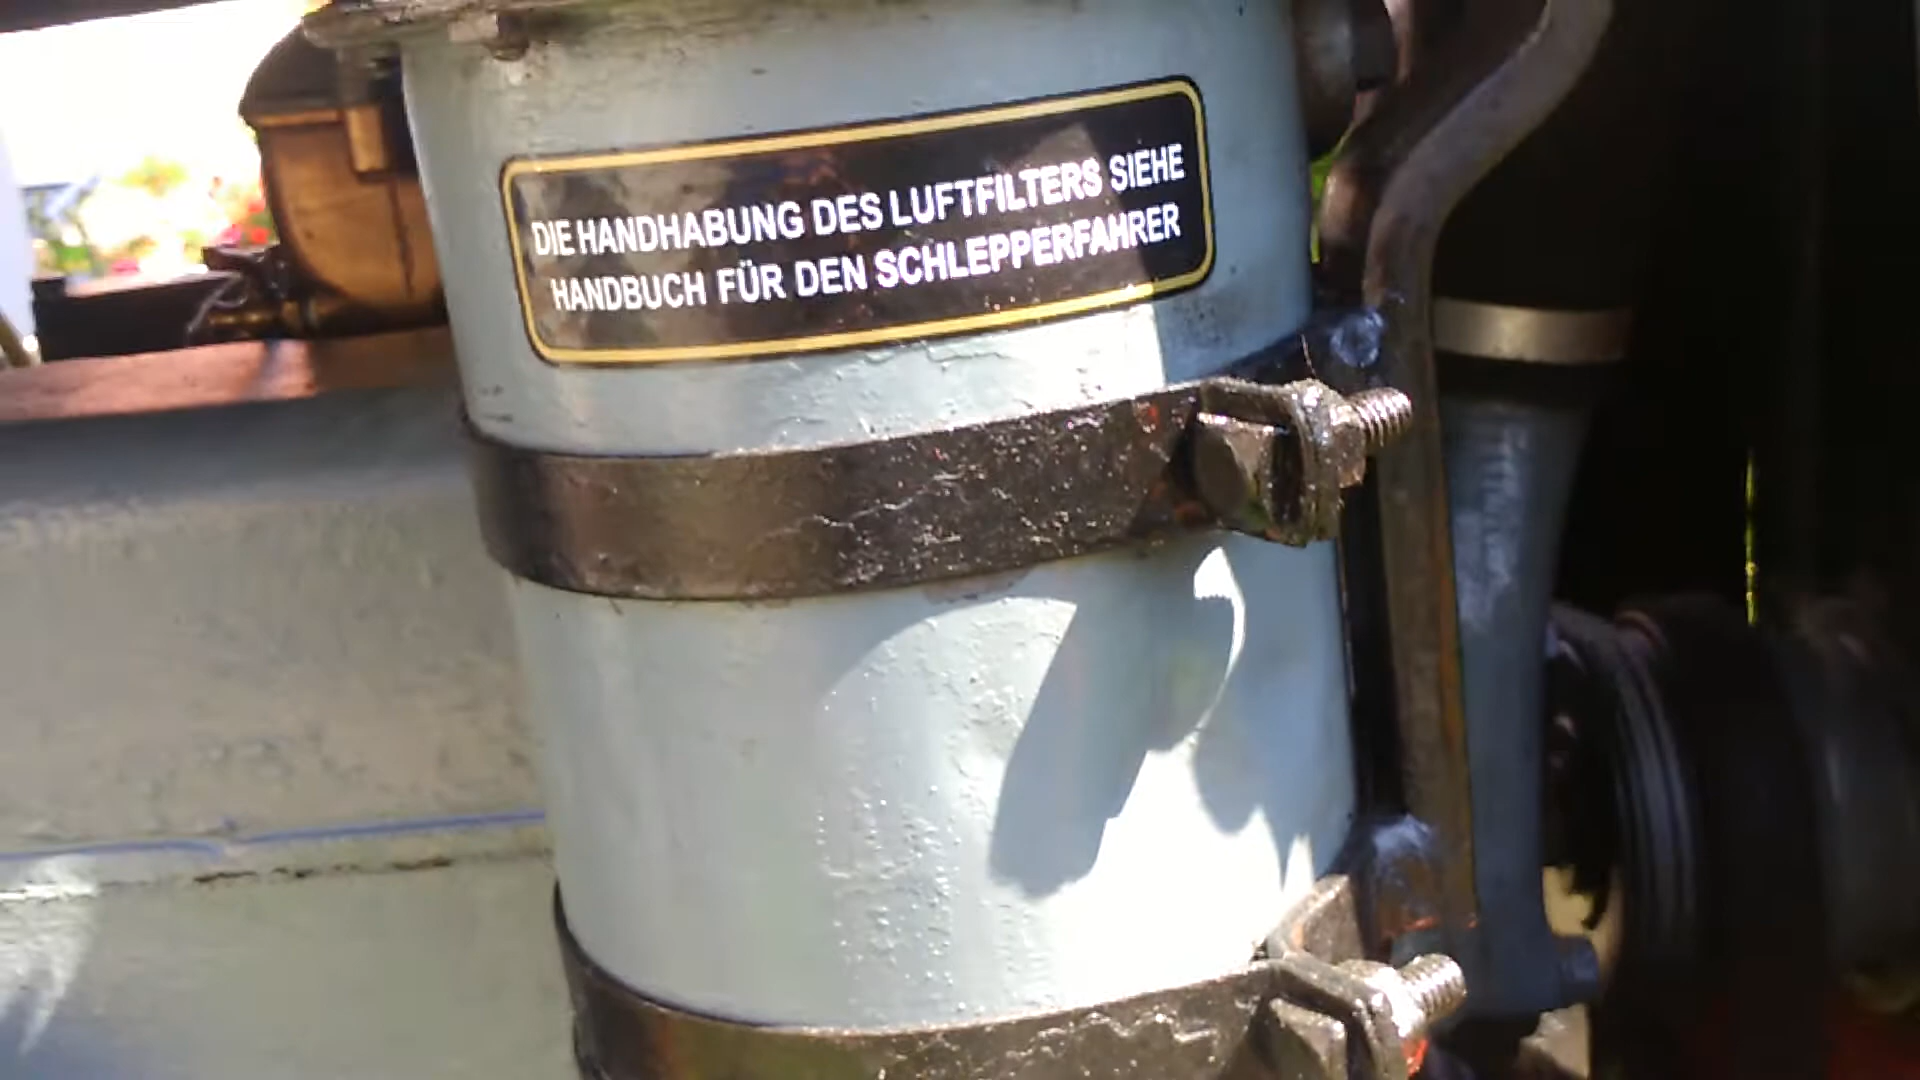 DIE HANDHABUNG DES LUFTFILTERS SIEHE
HANDBUCH FÜR DEN SCHLEPPERFAHRER